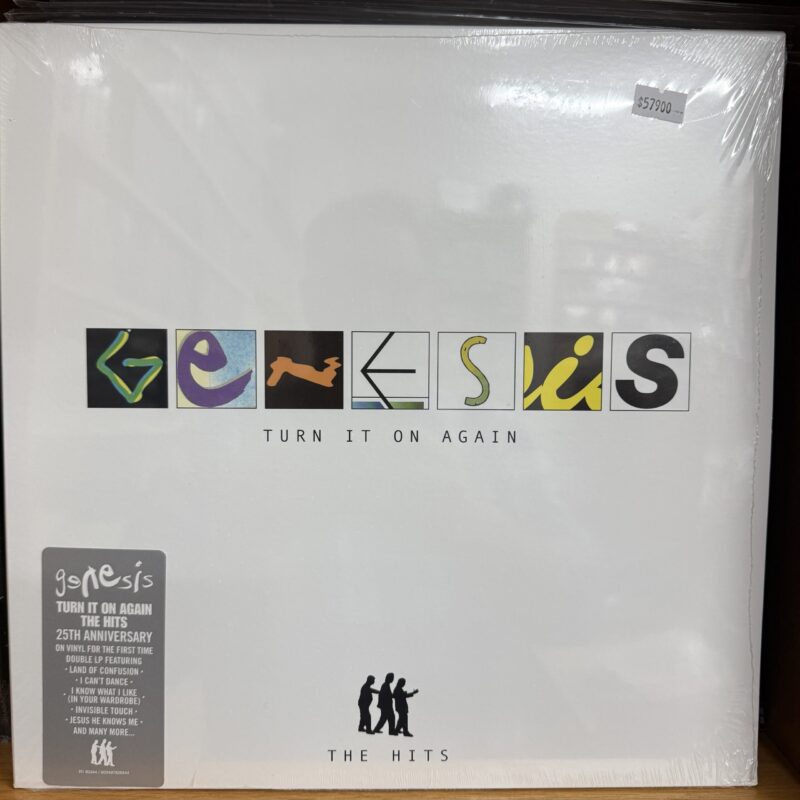 $57900
GENESIS
TURN IT ON AGAIN
genesis
TURN IT ON AGAIN
THE HITS
25TH ANNIVERSARY
ON VINYL FOR THE FIRST TIME
DOUBLE LP FEATURING
• LAND OF CONFUSION •
• I CAN'T DANCE •
• I KNOW WHAT I LIKE
(IN YOUR WARDROBE) •
• INVISIBLE TOUCH •
• JESUS HE KNOWS ME •
AND MANY MORE...
THE HITS